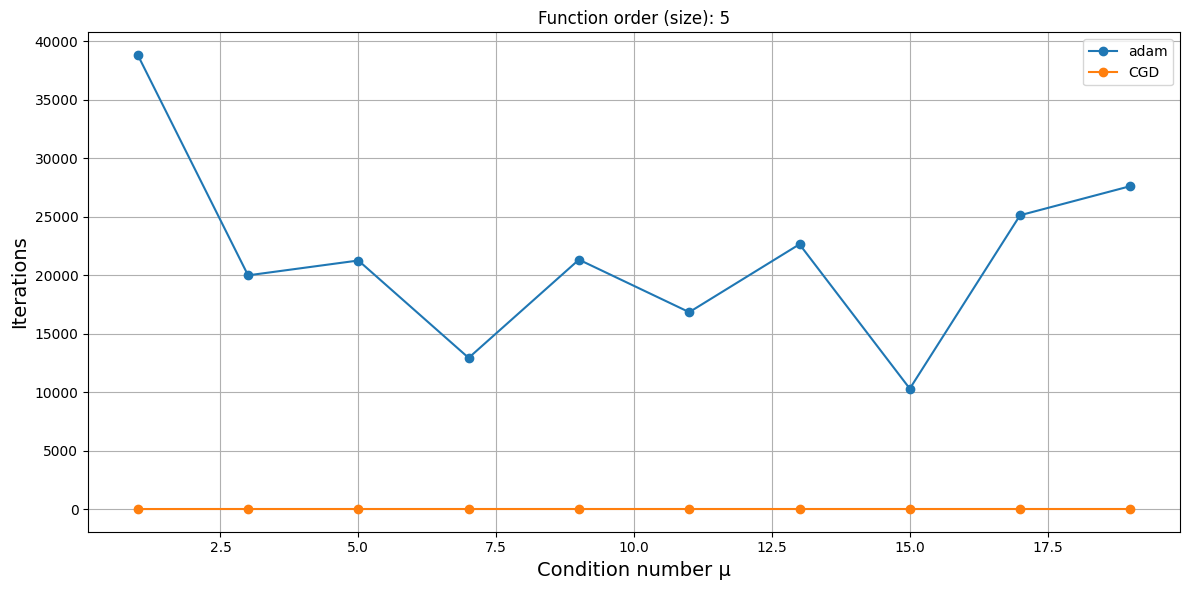 Function order (size): 5
adam
CGD
Iterations
40000
35000
30000
25000
20000
15000
10000
5000
0
2.5 5.0 7.5 10.0 12.5 15.0 17.5
Condition number μ